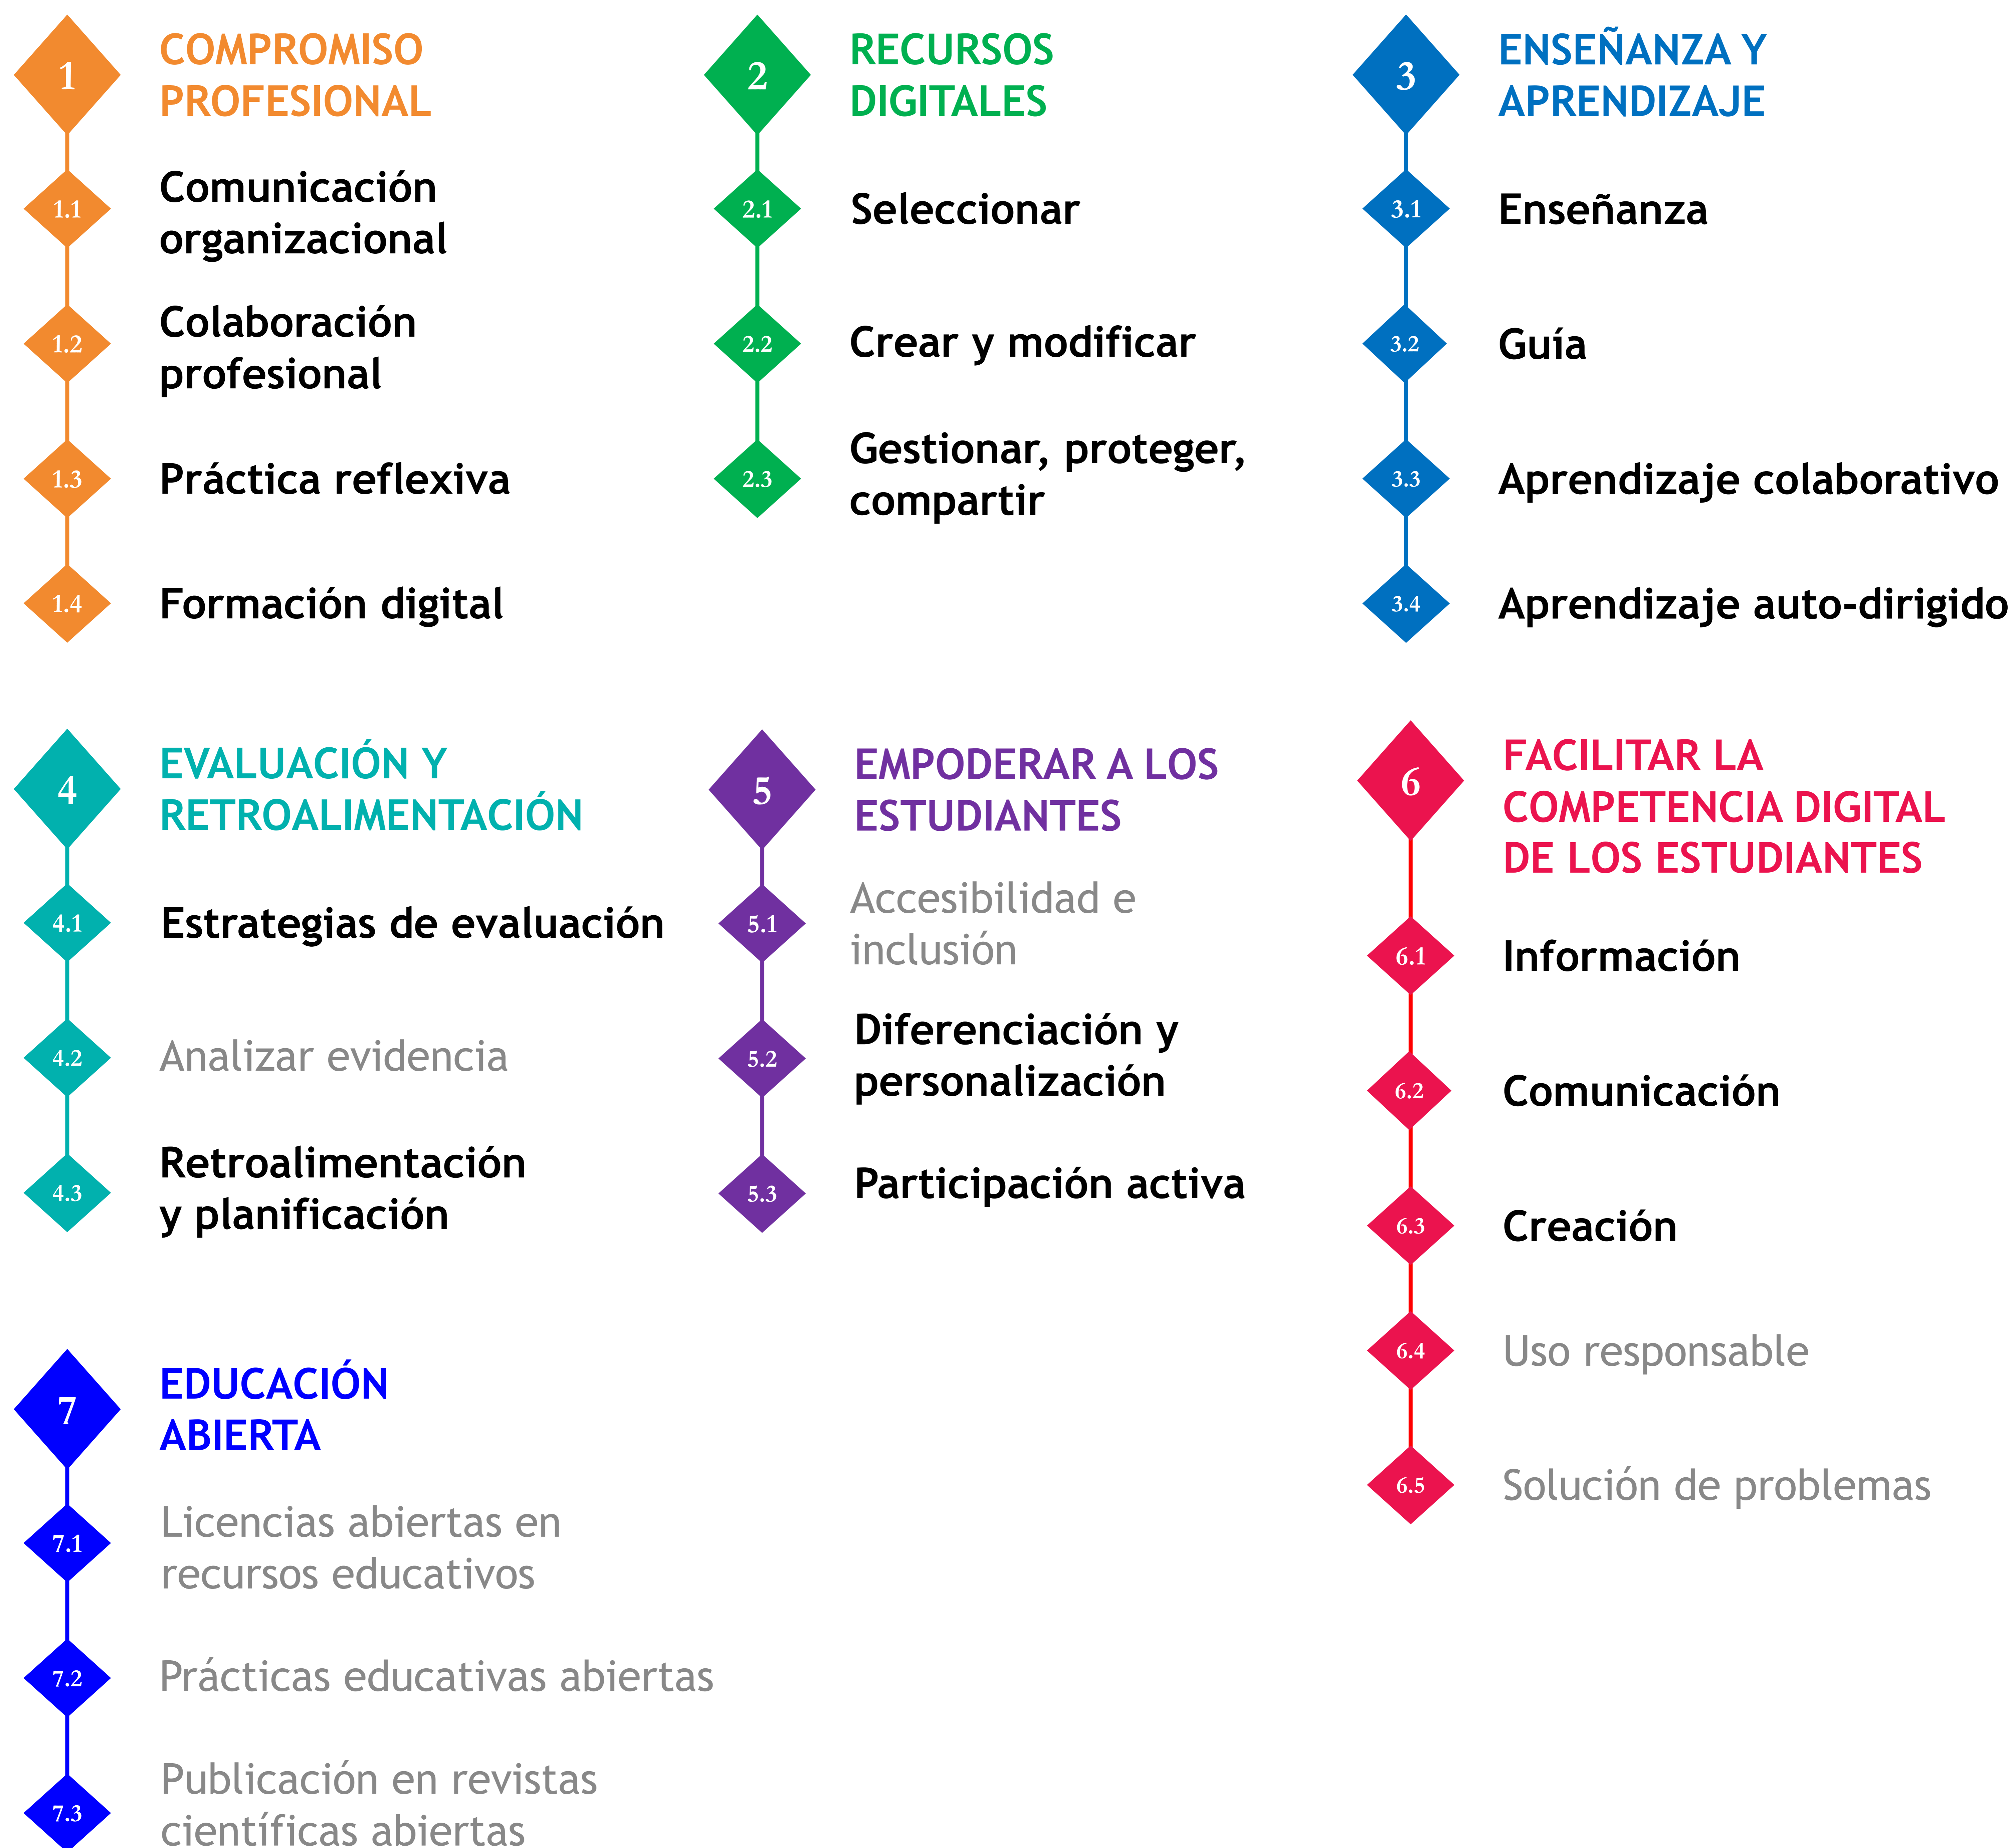 1
COMPROMISO
PROFESIONAL
1.1
Comunicación
organizacional
1.2
Colaboración
profesional
1.3
Práctica reflexiva
1.4
Formación digital
2
RECURSOS
DIGITALES
2.1
Seleccionar
2.2
Crear y modificar
2.3
Gestionar, proteger,
compartir
3
ENSEÑANZA Y
APRENDIZAJE
3.1
Enseñanza
3.2
Guía
3.3
Aprendizaje colaborativo
3.4
Aprendizaje auto-dirigido
4
EVALUACIÓN Y
RETROALIMENTACIÓN
4.1
Estrategias de evaluación
4.2
Analizar evidencia
4.3
Retroalimentación
y planificación
5
EMPODERAR A LOS
ESTUDIANTES
5.1
Accesibilidad e
inclusión
5.2
Diferenciación y
personalización
5.3
Participación activa
6
FACILITAR LA
COMPETENCIA DIGITAL
DE LOS ESTUDIANTES
6.1
Información
6.2
Comunicación
6.3
Creación
6.4
Uso responsable
6.5
Solución de problemas
7
EDUCACIÓN
ABIERTA
7.1
Licencias abiertas en
recursos educativos
7.2
Prácticas educativas abiertas
7.3
Publicación en revistas
científicas abiertas